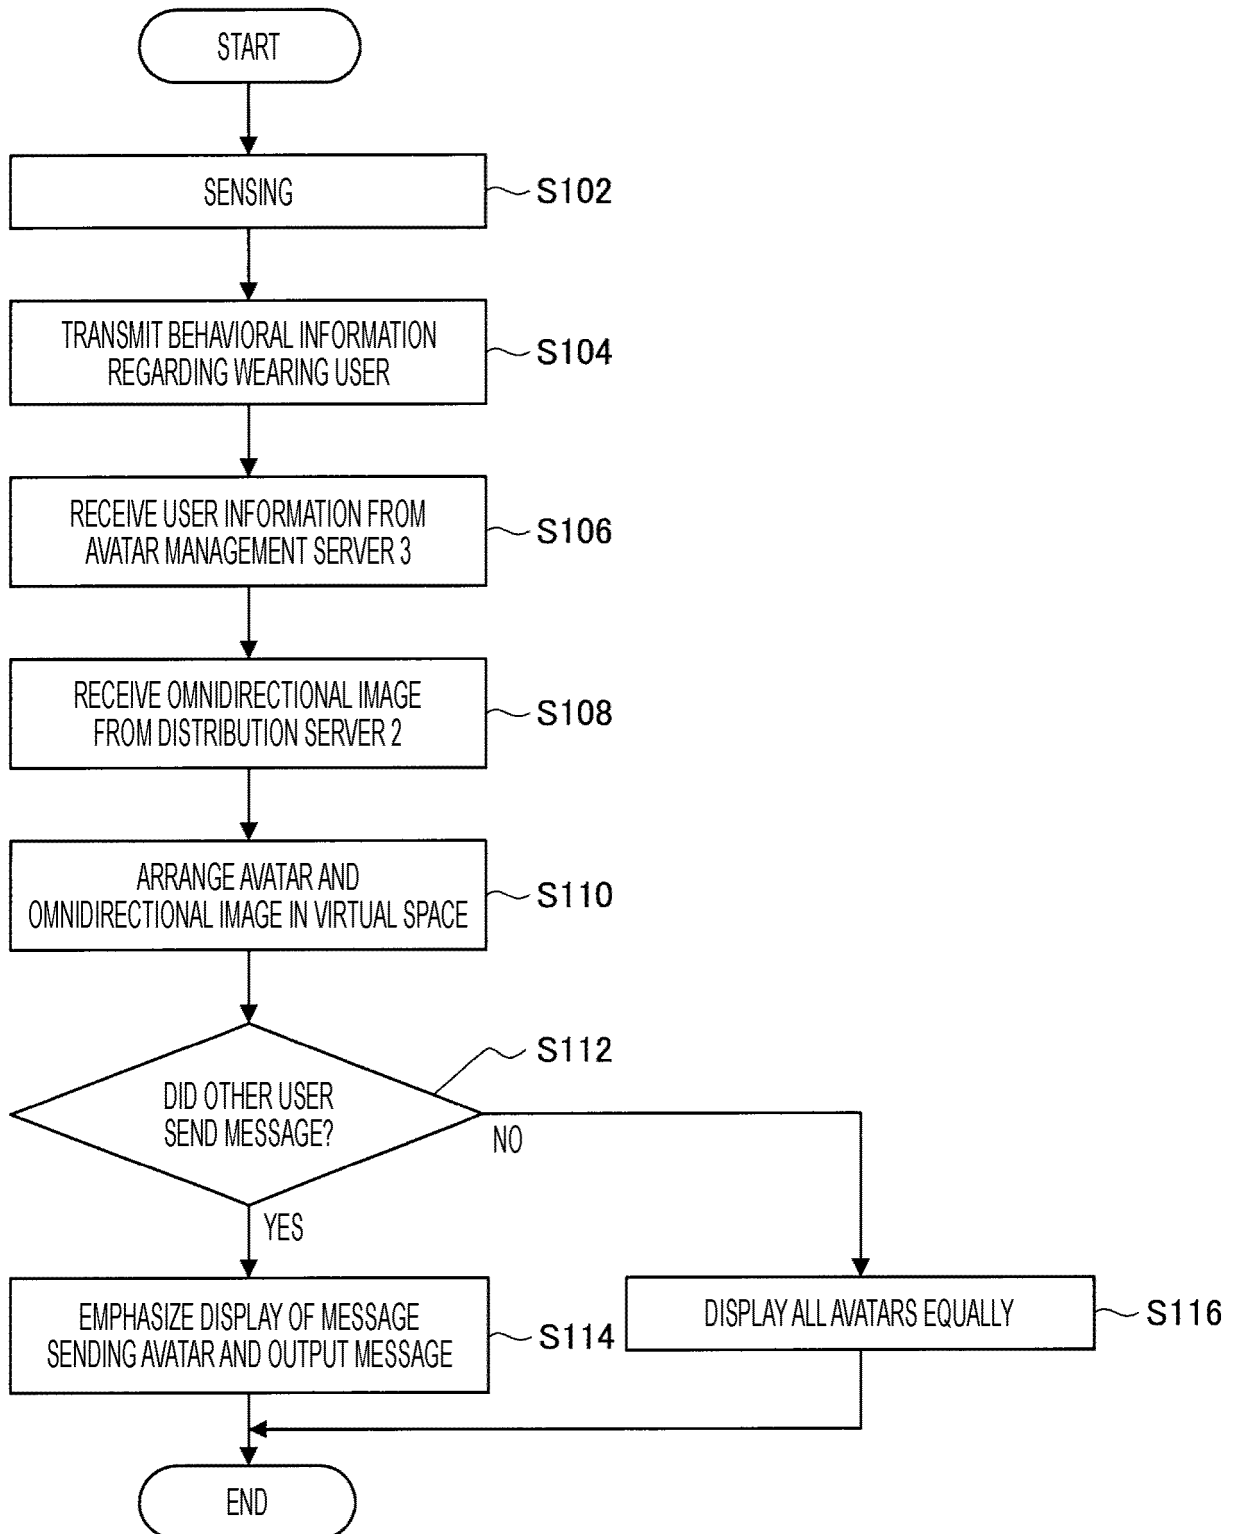 START
SENSING
S102
TRANSMIT BEHAVIORAL INFORMATION
REGARDING WEARING USER
S104
RECEIVE USER INFORMATION FROM
AVATAR MANAGEMENT SERVER 3
S106
RECEIVE OMNIDIRECTIONAL IMAGE
FROM DISTRIBUTION SERVER 2
S108
ARRANGE AVATAR AND
OMNIDIRECTIONAL IMAGE IN VIRTUAL SPACE
S110
DID OTHER USER
SEND MESSAGE?
S112
NO
YES
EMPHASIZE DISPLAY OF MESSAGE
SENDING AVATAR AND OUTPUT MESSAGE
S114
DISPLAY ALL AVATARS EQUALLY
S116
END